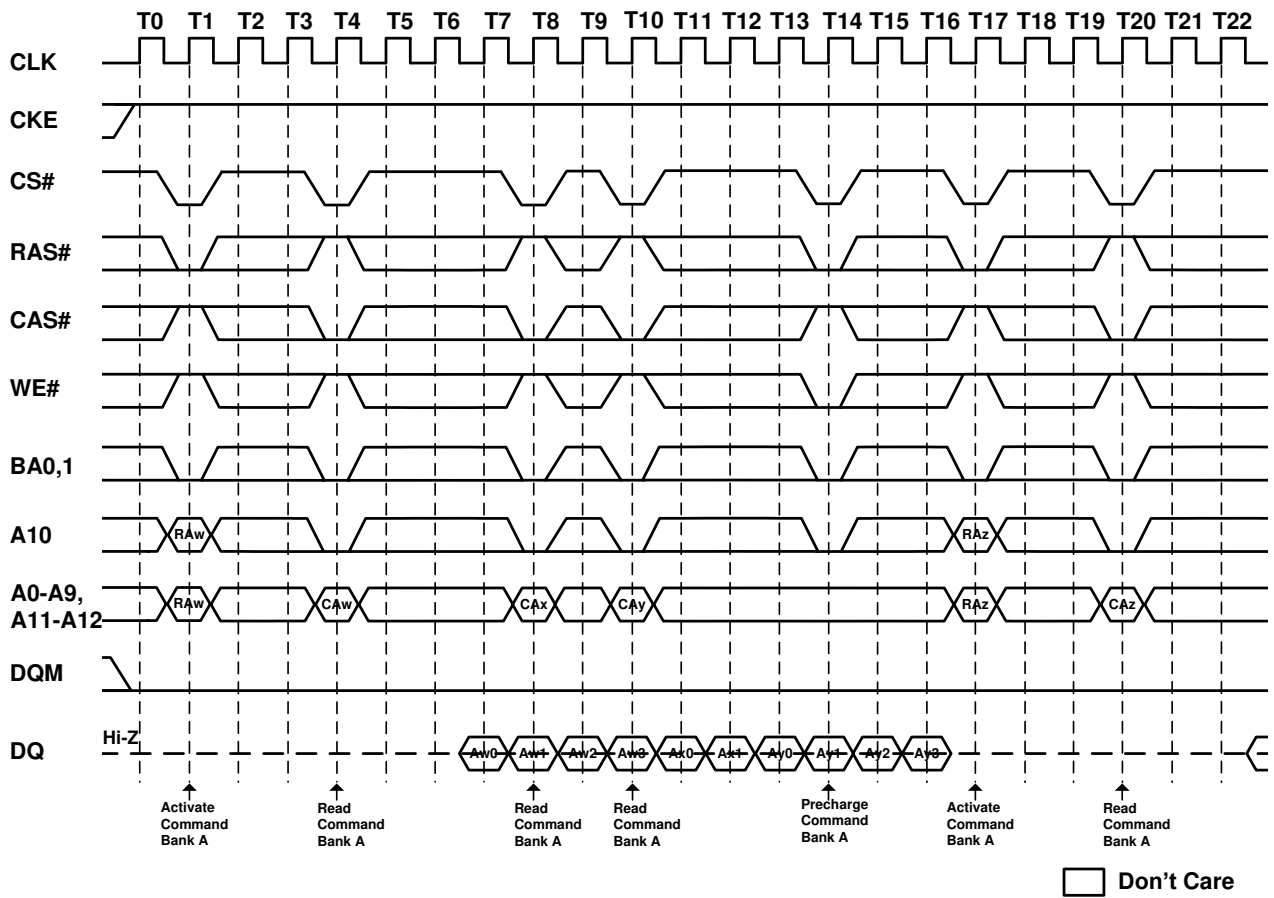 T0 T1 T2 T3 T4 T5 T6 T7 T8 T9 T10 T11 T12 T13 T14 T15 T16 T17 T18 T19 T20 T21 T22
CLK
CKE
CS#
RAS#
CAS#
WE#
BA0,1
A10
RAw RAz
A0-A9,
A11-A12
RAw CAw CAx CAy RAz CAz
DQM
DQ
Hi-Z
Aw0 Aw1 Aw2 Aw3 Ax0 Ax1 Ay0 Ay1 Ay2 Ay3
Activate
Command
Bank A
Read
Command
Bank A
Read
Command
Bank A
Read
Command
Bank A
Precharge
Command
Bank A
Activate
Command
Bank A
Read
Command
Bank A
Don't Care